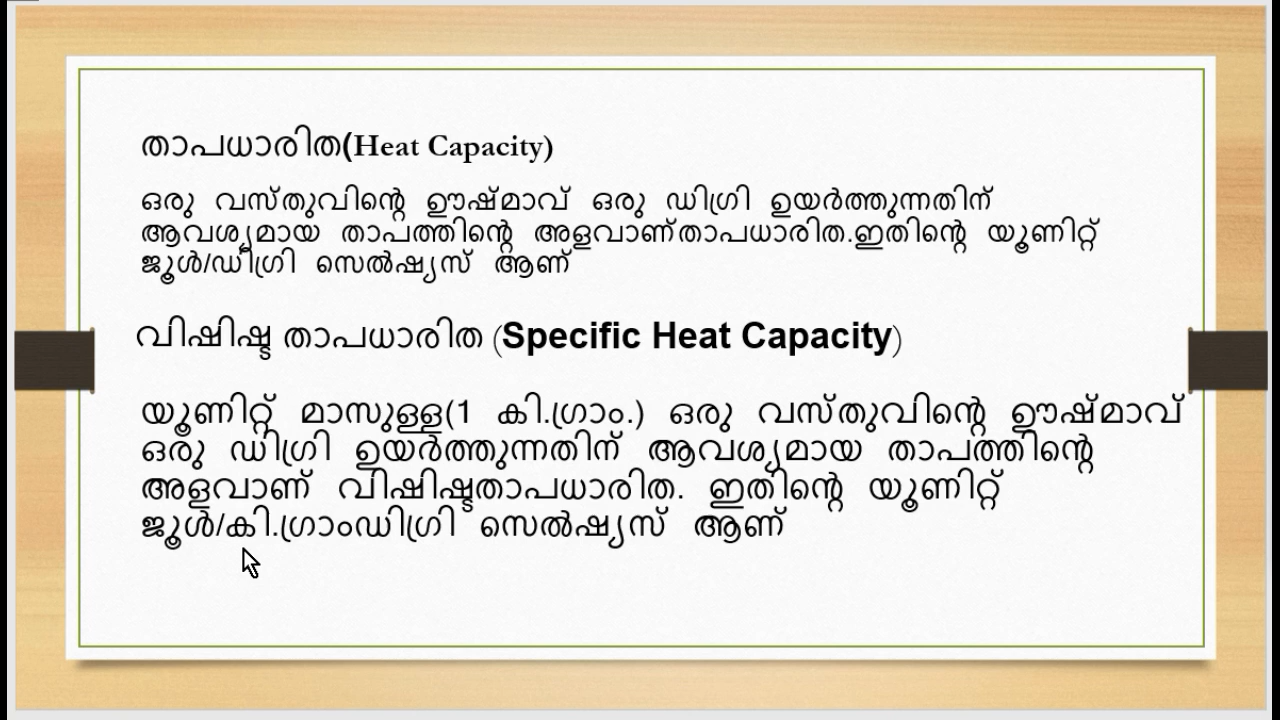 താപധാരിത(Heat Capacity)
ഒരു വസ്തുവിന്റെ ഊഷ്മാവ് ഒരു ഡിഗ്രി ഉയർത്തുന്നതിന്
ആവശ്യമായ താപത്തിന്റെ അളവാണ്താപധാരിത.ഇതിന്റെ യൂണിറ്റ്
ജൂൾ/ഡിഗ്രി സെൽഷ്യസ് ആണ്
വിഷിഷ്ട താപധാരിത (Specific Heat Capacity)
യൂണിറ്റ് മാസുള്ള(1 കി.ഗ്രാം.) ഒരു വസ്തുവിന്റെ ഊഷ്മാവ്
ഒരു ഡിഗ്രി ഉയർത്തുന്നതിന് ആവശ്യമായ താപത്തിന്റെ
അളവാണ് വിഷിഷ്ടതാപധാരിത. ഇതിന്റെ യൂണിറ്റ്
ജൂൾ/കി.ഗ്രാംഡിഗ്രി സെൽഷ്യസ് ആണ്